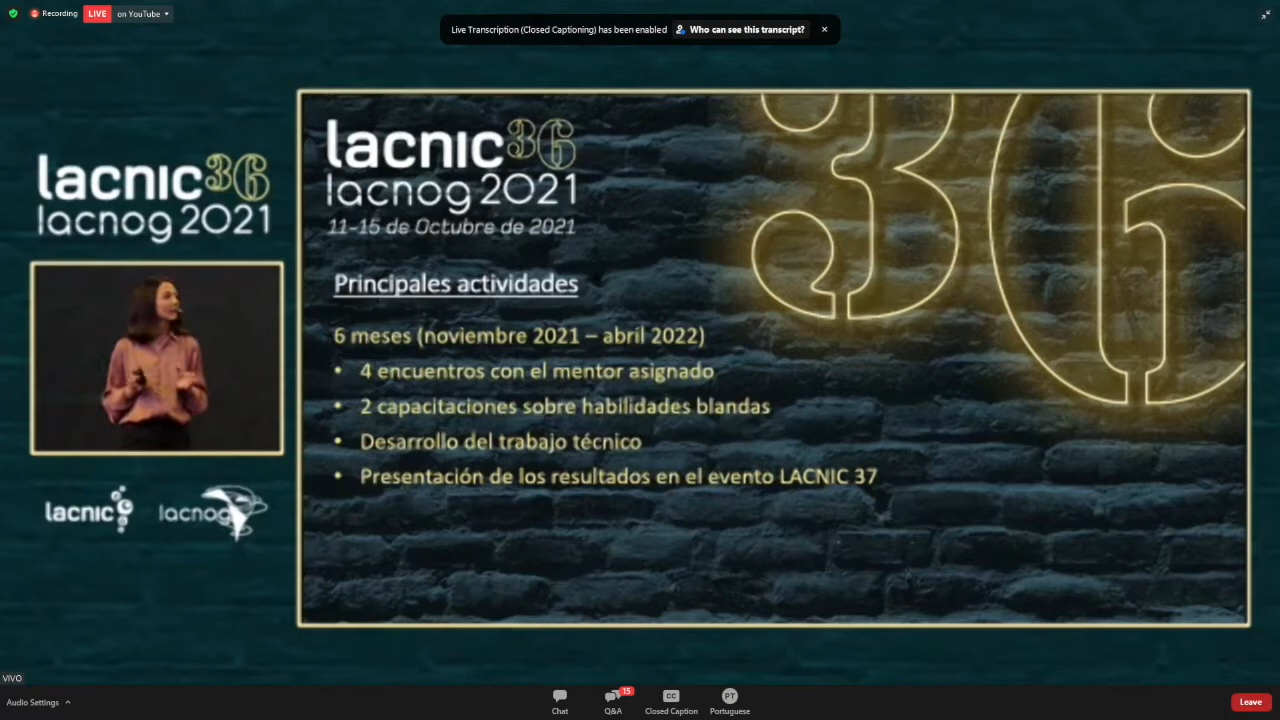 Recording
LIVE
on YouTube
Live Transcription (Closed Captioning) has been enabled
Who can see this transcript?
lacnic36
lacnog 2021
lacnic
lacnog
36
lacnic36
lacnog 2021
11-15 de Octubre de 2021
Principales actividades
6 meses (noviembre 2021 – abril 2022)
• 4 encuentros con el mentor asignado
• 2 capacitaciones sobre habilidades blandas
• Desarrollo del trabajo técnico
• Presentación de los resultados en el evento LACNIC 37
VIVO
Audio Settings
Chat
15
Q&A
CC
Closed Caption
PT
Portuguese
Leave